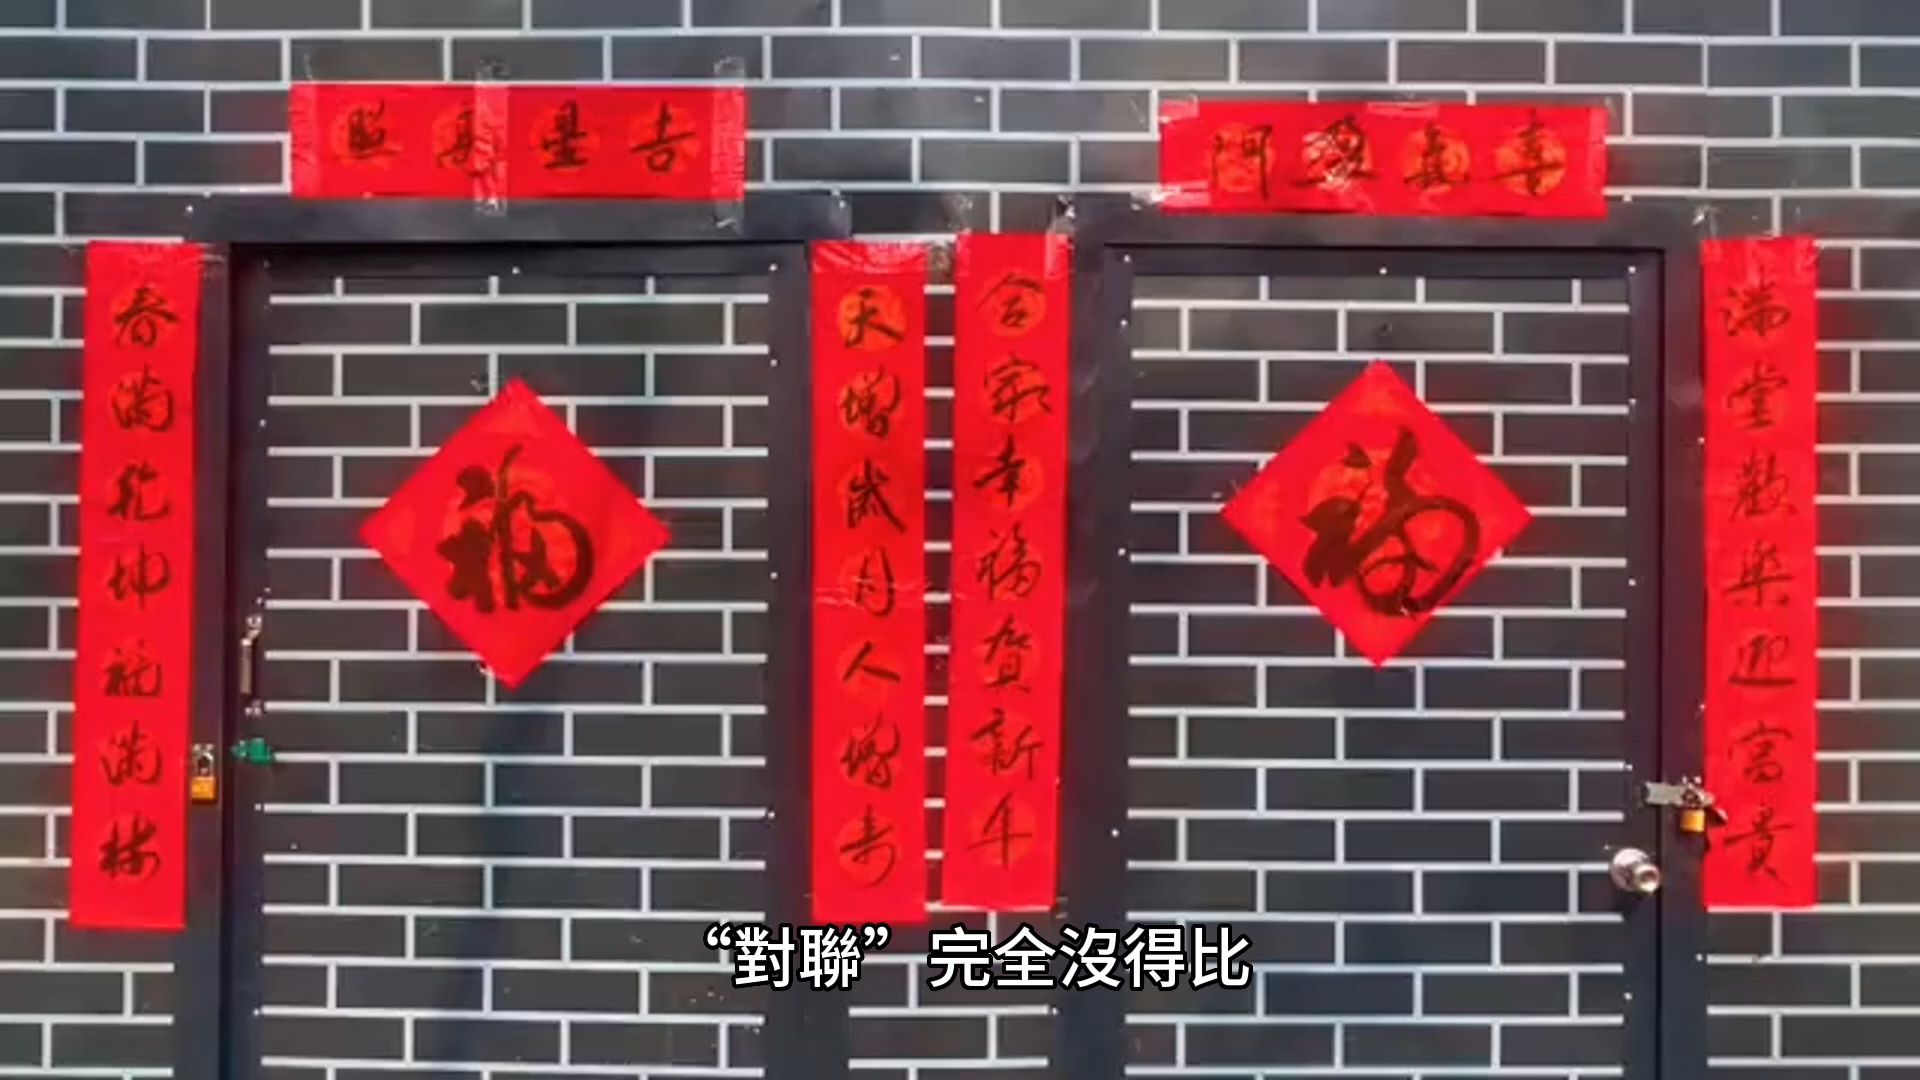 吉星高照
天增歲月人增壽
春滿乾坤福滿樓
福
喜氣盈門
滿堂歡樂迎富貴
合家幸福賀新年
福
“對聯”完全沒得比